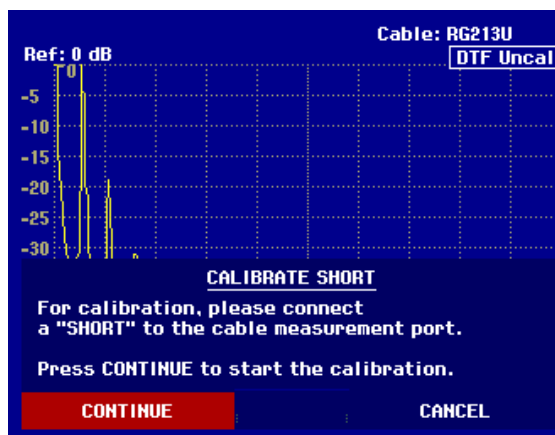 Cable: RG213U
Ref: 0 dB
DTF Uncal
0
-5
-10
-15
-20
-25
-30
CALIBRATE SHORT
For calibration, please connect
a "SHORT" to the cable measurement port.
Press CONTINUE to start the calibration.
CONTINUE
CANCEL